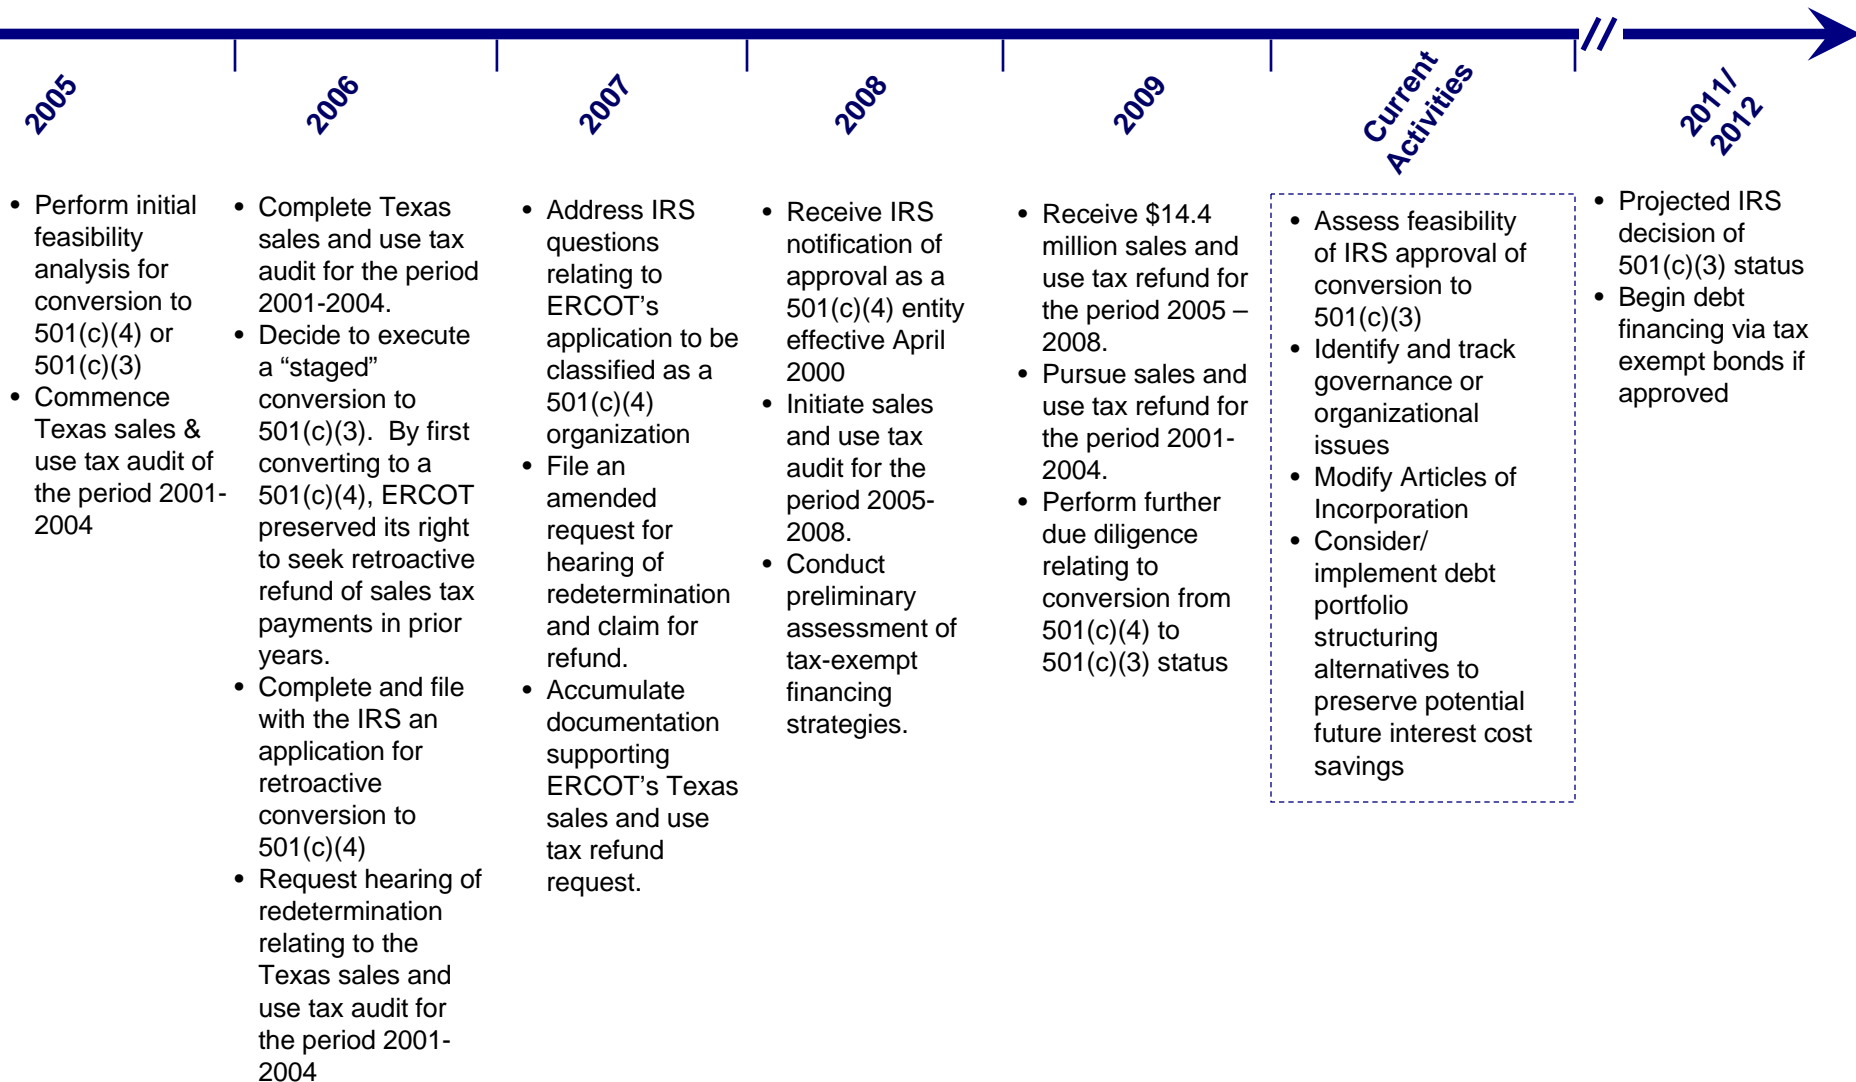 2005
• Perform initial
feasibility
analysis for
conversion to
501(c)(4) or
501(c)(3)
• Commence
Texas sales &
use tax audit of
the period 2001-
2004
2006
• Complete Texas
sales and use tax
audit for the period
2001-2004.
• Decide to execute
a “staged”
conversion to
501(c)(3).  By first
converting to a
501(c)(4), ERCOT
preserved its right
to seek retroactive
refund of sales tax
payments in prior
years.
• Complete and file
with the IRS an
application for
retroactive
conversion to
501(c)(4)
• Request hearing of
redetermination
relating to the
Texas sales and
use tax audit for
the period 2001-
2004
2007
• Address IRS
questions
relating to
ERCOT’s
application to be
classified as a
501(c)(4)
organization
• File an
amended
request for
hearing of
redetermination
and claim for
refund.
• Accumulate
documentation
supporting
ERCOT’s Texas
sales and use
tax refund
request.
2008
• Receive IRS
notification of
approval as a
501(c)(4) entity
effective April
2000
• Initiate sales
and use tax
audit for the
period 2005-
2008.
• Conduct
preliminary
assessment of
tax-exempt
financing
strategies.
2009
• Receive $14.4
million sales and
use tax refund for
the period 2005 –
2008.
• Pursue sales and
use tax refund for
the period 2001-
2004.
• Perform further
due diligence
relating to
conversion from
501(c)(4) to
501(c)(3) status
Current
Activities
• Assess feasibility
of IRS approval of
conversion to
501(c)(3)
• Identify and track
governance or
organizational
issues
• Modify Articles of
Incorporation
• Consider/
implement debt
portfolio
structuring
alternatives to
preserve potential
future interest cost
savings
2011/
2012
• Projected IRS
decision of
501(c)(3) status
• Begin debt
financing via tax
exempt bonds if
approved